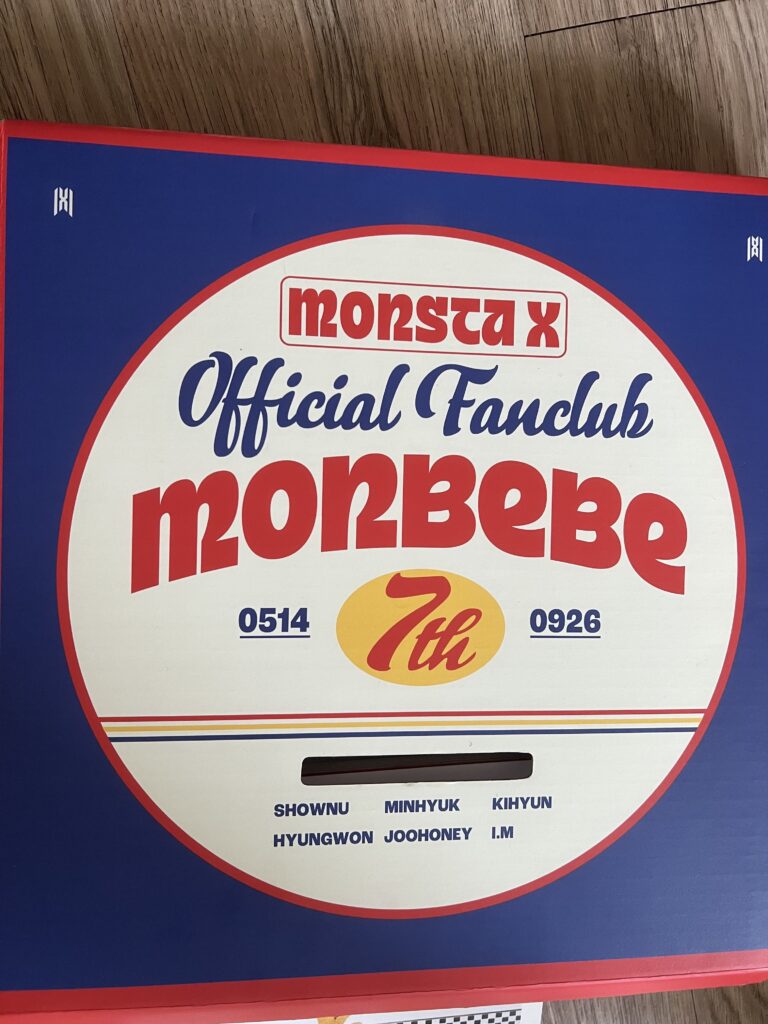 MONSTA X
Official Fanclub
MONBEBE
0514 7th 0926
SHOWNU MINHYUK KIHYUN
HYUNGWON JOOHONEY I.M